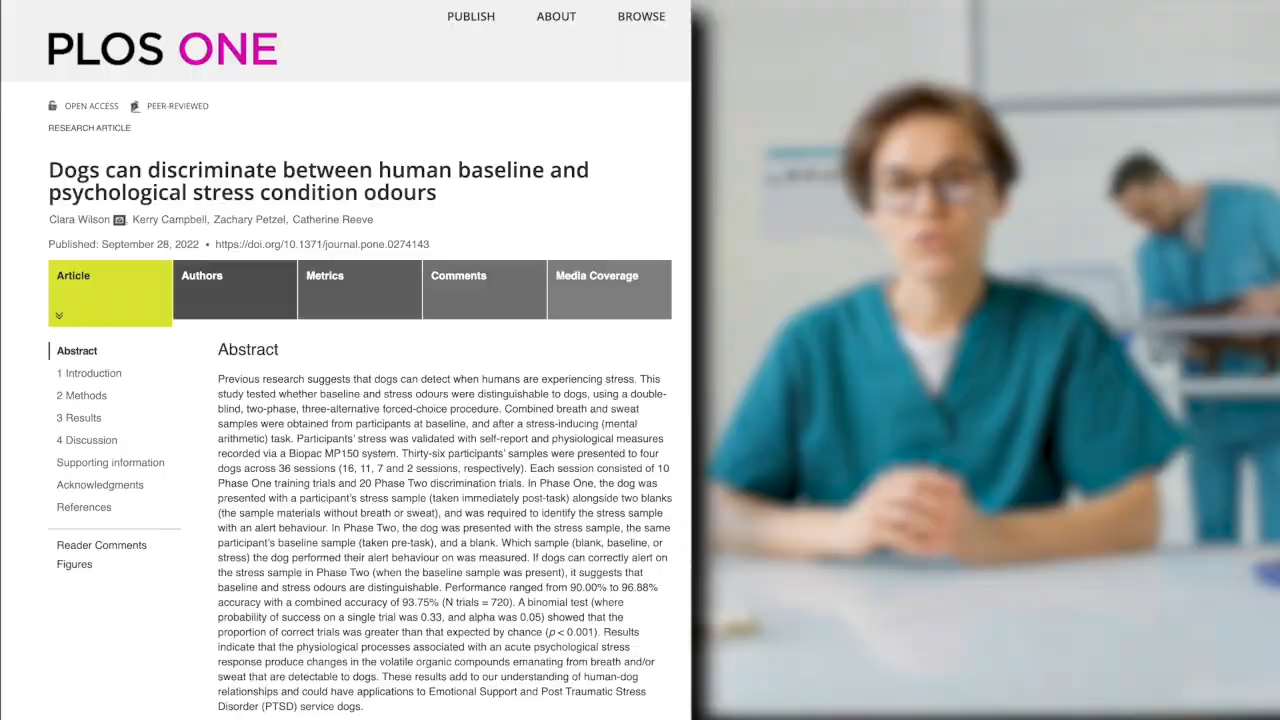 PUBLISH ABOUT BROWSE
PLOS ONE
OPEN ACCESS PEER-REVIEWED
RESEARCH ARTICLE
Dogs can discriminate between human baseline and
psychological stress condition odours
Clara Wilson, Kerry Campbell, Zachary Petzel, Catherine Reeve
Published: September 28, 2022 • https://doi.org/10.1371/journal.pone.0274143
Article Authors Metrics Comments Media Coverage
Abstract
1 Introduction
2 Methods
3 Results
4 Discussion
Supporting information
Acknowledgments
References
Reader Comments
Figures
Abstract
Previous research suggests that dogs can detect when humans are experiencing stress. This
study tested whether baseline and stress odours were distinguishable to dogs, using a double-
blind, two-phase, three-alternative forced-choice procedure. Combined breath and sweat
samples were obtained from participants at baseline, and after a stress-inducing (mental
arithmetic) task. Participants' stress was validated with self-report and physiological measures
recorded via a Biopac MP150 system. Thirty-six participants' samples were presented to four
dogs across 36 sessions (16, 11, 7 and 2 sessions, respectively). Each session consisted of 10
Phase One training trials and 20 Phase Two discrimination trials. In Phase One, the dog was
presented with a participant's stress sample (taken immediately post-task) alongside two blanks
(the sample materials without breath or sweat), and was required to identify the stress sample
with an alert behaviour. In Phase Two, the dog was presented with the stress sample, the same
participant's baseline sample (taken pre-task), and a blank. Which sample (blank, baseline, or
stress) the dog performed their alert behaviour on was measured. If dogs can correctly alert on
the stress sample in Phase Two (when the baseline sample was present), it suggests that
baseline and stress odours are distinguishable. Performance ranged from 90.00% to 96.88%
accuracy with a combined accuracy of 93.75% (N trials = 720). A binomial test (where
probability of success on a single trial was 0.33, and alpha was 0.05) showed that the
proportion of correct trials was greater than that expected by chance (p < 0.001). Results
indicate that the physiological processes associated with an acute psychological stress
response produce changes in the volatile organic compounds emanating from breath and/or
sweat that are detectable to dogs. These results add to our understanding of human-dog
relationships and could have applications to Emotional Support and Post Traumatic Stress
Disorder (PTSD) service dogs.